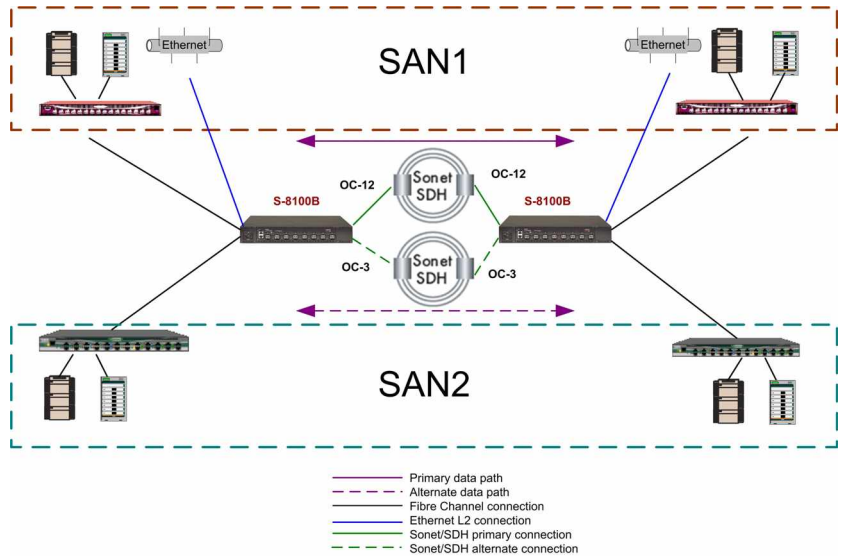 Ethernet
Ethernet
SAN1
Sonet
SDH
OC-12
OC-12
S-8100B
S-8100B
Sonet
SDH
OC-3
OC-3
SAN2
Primary data path
Alternate data path
Fibre Channel connection
Ethernet L2 connection
Sonet/SDH primary connection
Sonet/SDH alternate connection